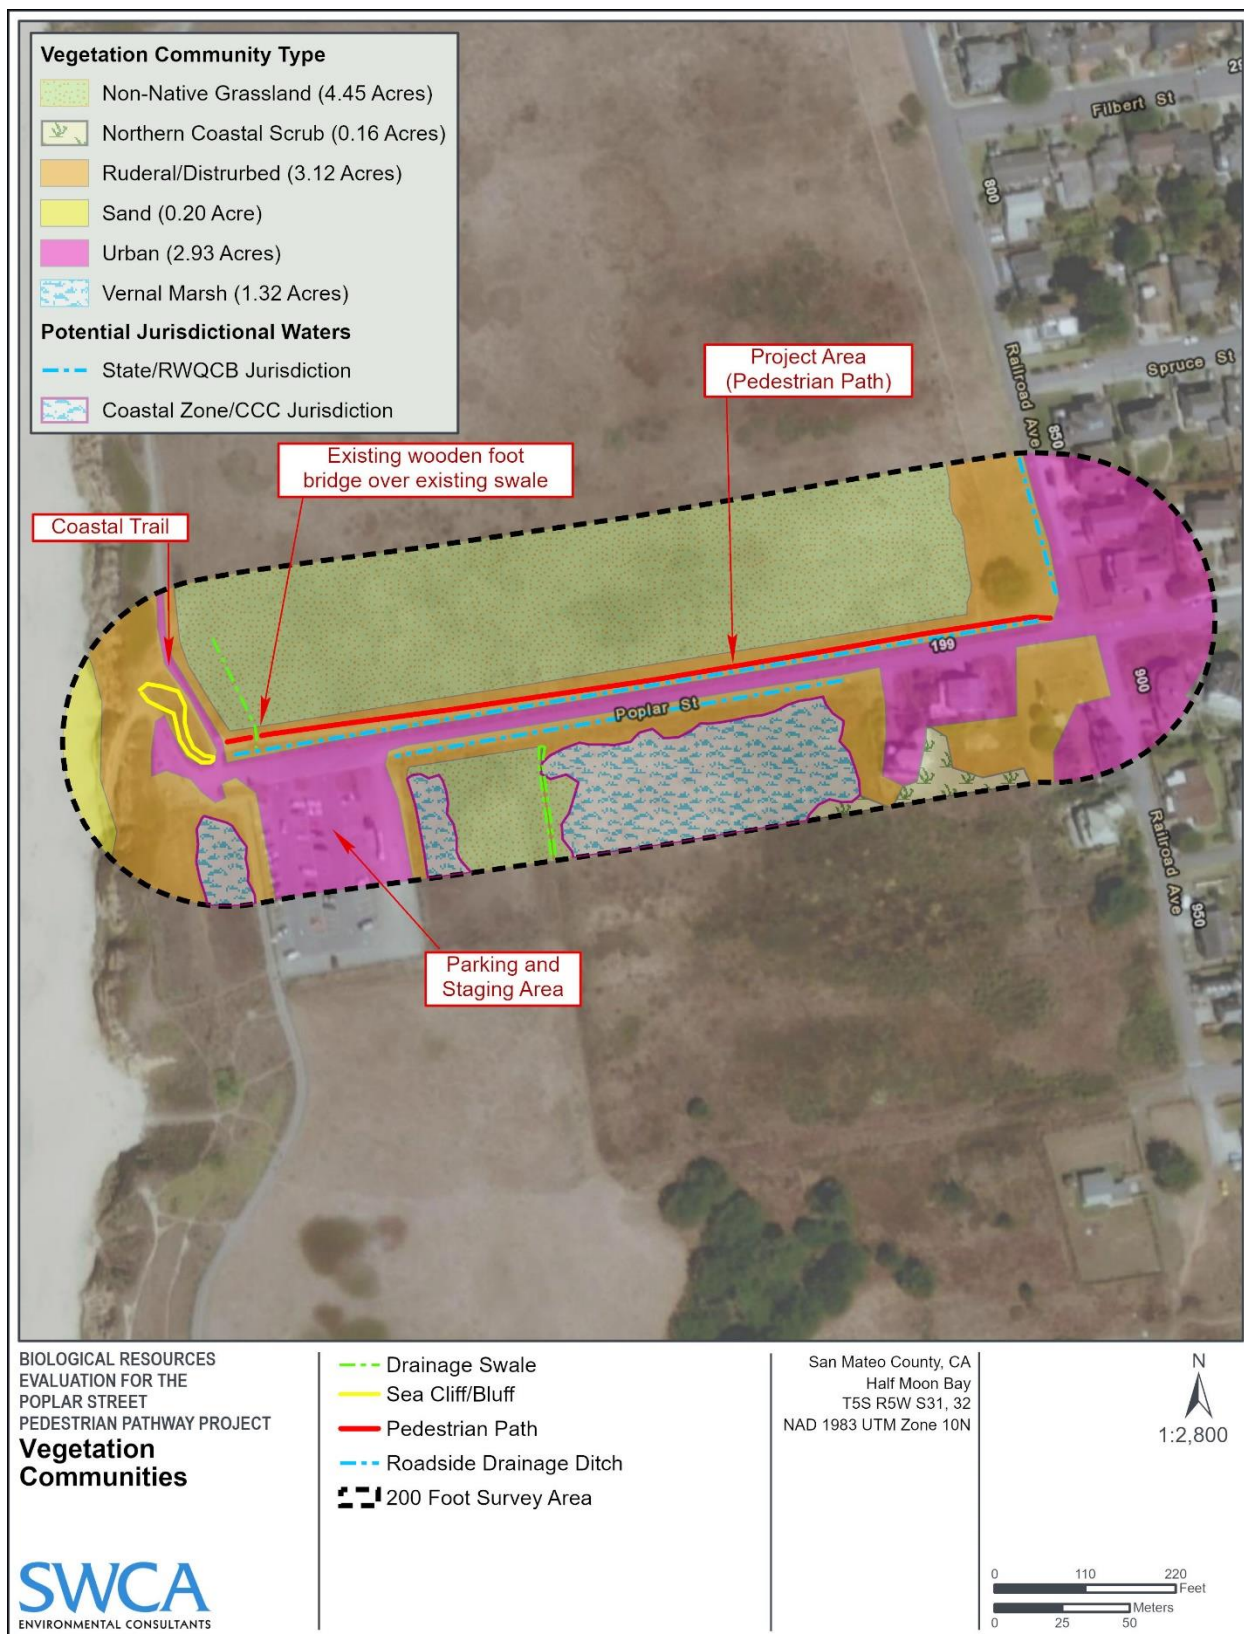 Vegetation Community Type
Non-Native Grassland (4.45 Acres)
Northern Coastal Scrub (0.16 Acres)
Ruderal/Distrurbed (3.12 Acres)
Sand (0.20 Acre)
Urban (2.93 Acres)
Vernal Marsh (1.32 Acres)
Potential Jurisdictional Waters
State/RWQCB Jurisdiction
Coastal Zone/CCC Jurisdiction
Filbert St
800
Spruce St
Railroad Ave
850
Project Area
(Pedestrian Path)
Existing wooden foot
bridge over existing swale
Coastal Trail
199
Poplar St
900
Railroad Ave
950
Parking and
Staging Area
BIOLOGICAL RESOURCES
EVALUATION FOR THE
POPLAR STREET
PEDESTRIAN PATHWAY PROJECT
Vegetation
Communities
SWCA
ENVIRONMENTAL CONSULTANTS
Drainage Swale
Sea Cliff/Bluff
Pedestrian Path
Roadside Drainage Ditch
200 Foot Survey Area
San Mateo County, CA
Half Moon Bay
T5S R5W S31, 32
NAD 1983 UTM Zone 10N
N
1:2,800
0 110 220
Feet
Meters
0 25 50